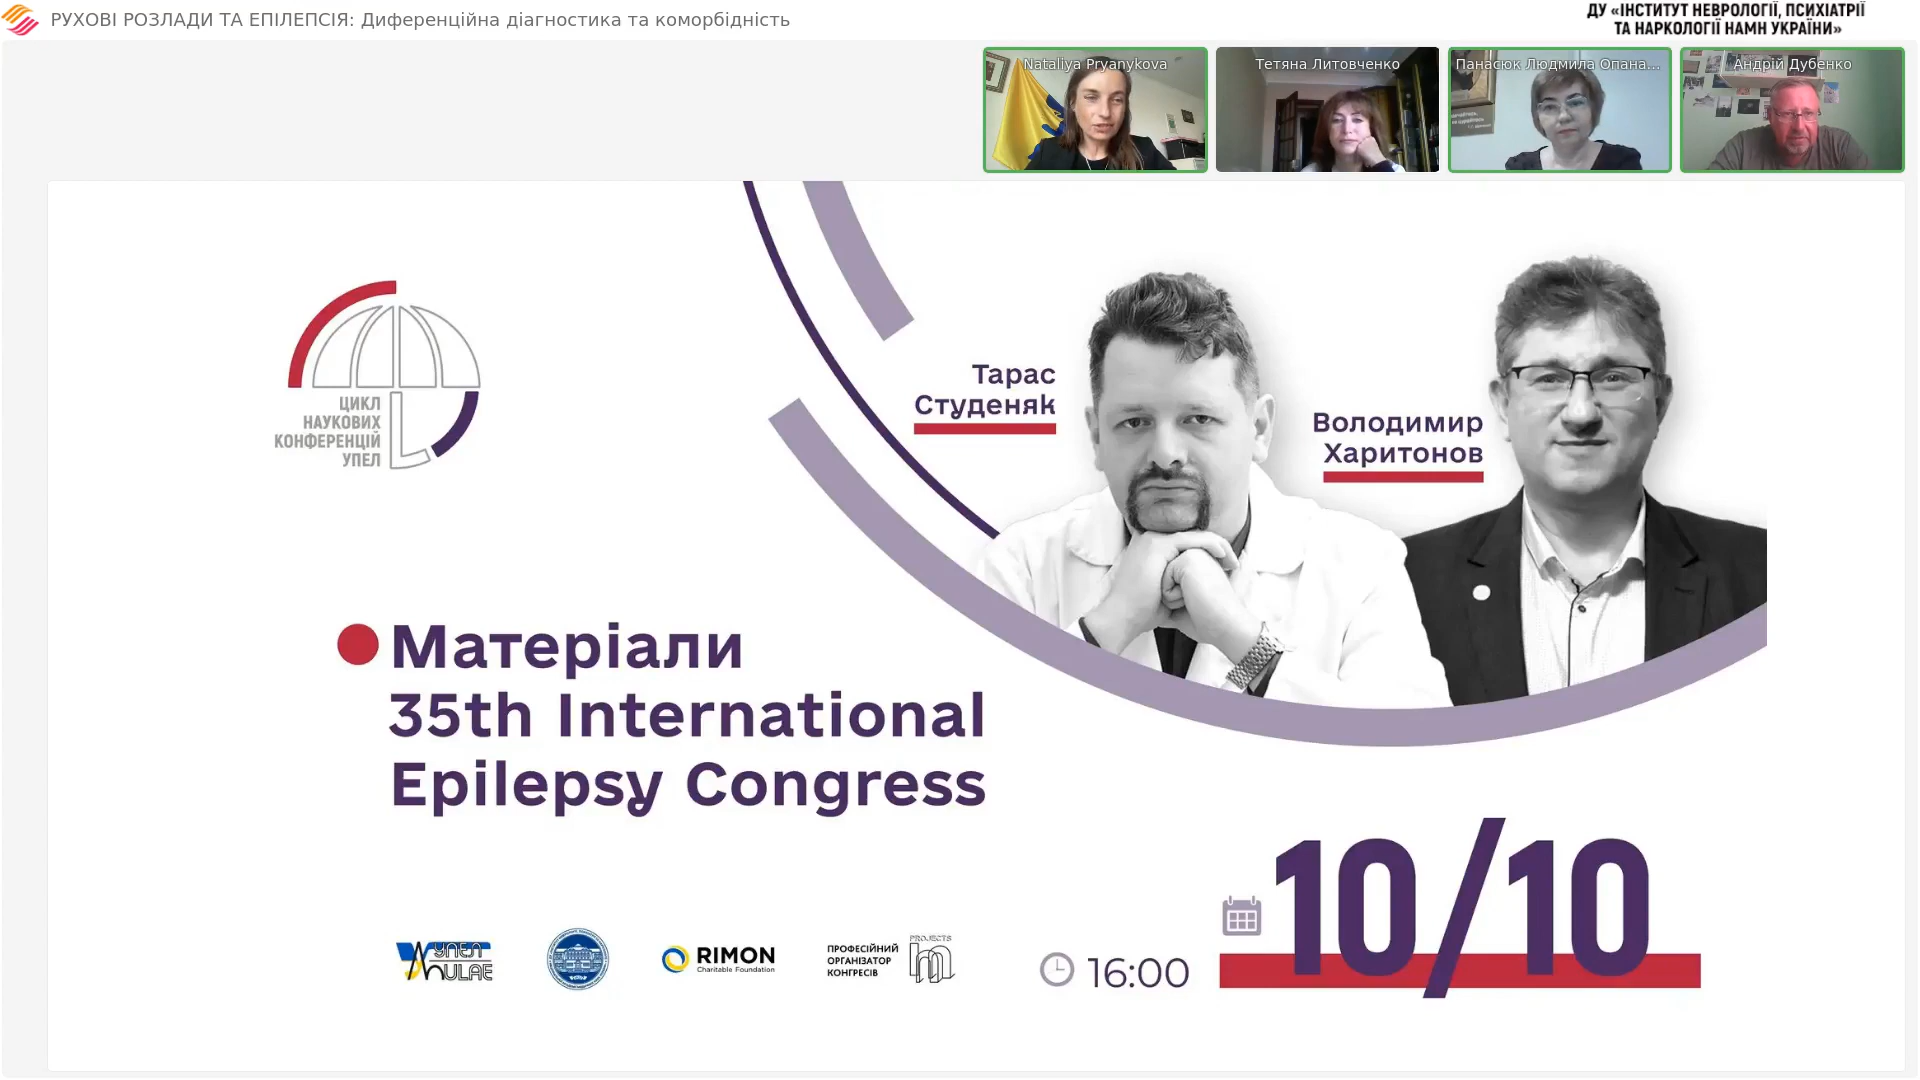 РУХОВІ РОЗЛАДИ ТА ЕПІЛЕПСІЯ: Диференційна діагностика та коморбідність
ДУ «ІНСТИТУТ НЕВРОЛОГІЇ, ПСИХІАТРІЇ
ТА НАРКОЛОГІЇ НАМН УКРАЇНИ»
Nataliya Pryanykova
Тетяна Литовченко
Панасюк Людмила Опана...
Андрій Дубенко
ЦИКЛ
НАУКОВИХ
КОНФЕРЕНЦІЙ
УПЕЛ
Тарас
Студеняк
Володимир
Харитонов
Матеріали
35th International
Epilepsy Congress
УПЕЛ
ULAE
RIMON
Charitable Foundation
ПРОФЕСІЙНИЙ
ОРГАНІЗАТОР
КОНГРЕСІВ
PROJECTS
16:00
10/10